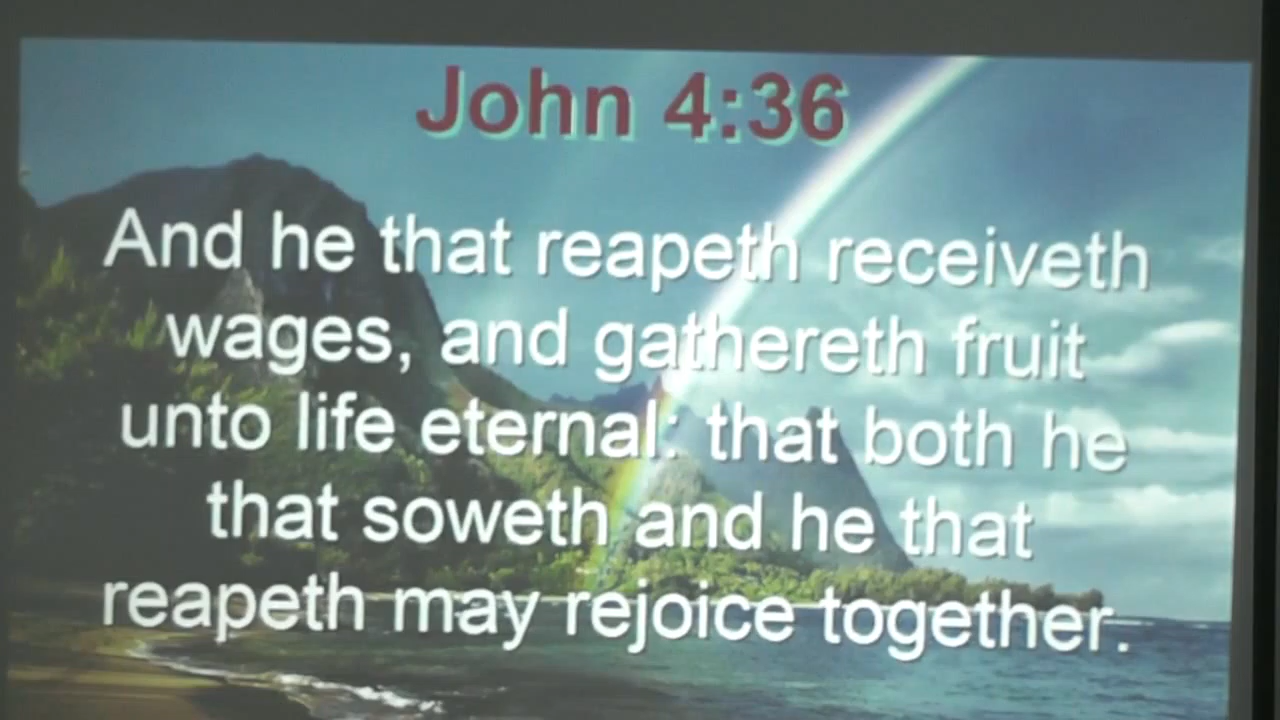 John 4:36
And he that reapeth receiveth
wages, and gathereth fruit
unto life eternal: that both he
that soweth and he that
reapeth may rejoice together.